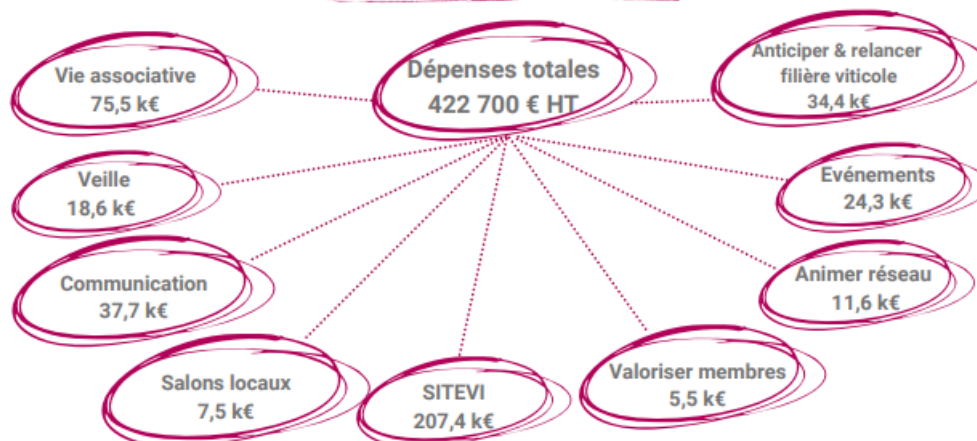 Dépenses totales
422 700 € HT
Vie associative
75,5 k€
Anticiper & relancer
filière viticole
34,4 k€
Veille
18,6 k€
Evénements
24,3 k€
Communication
37,7 k€
Animer réseau
11,6 k€
Salons locaux
7,5 k€
SITEVI
207,4 k€
Valoriser membres
5,5 k€